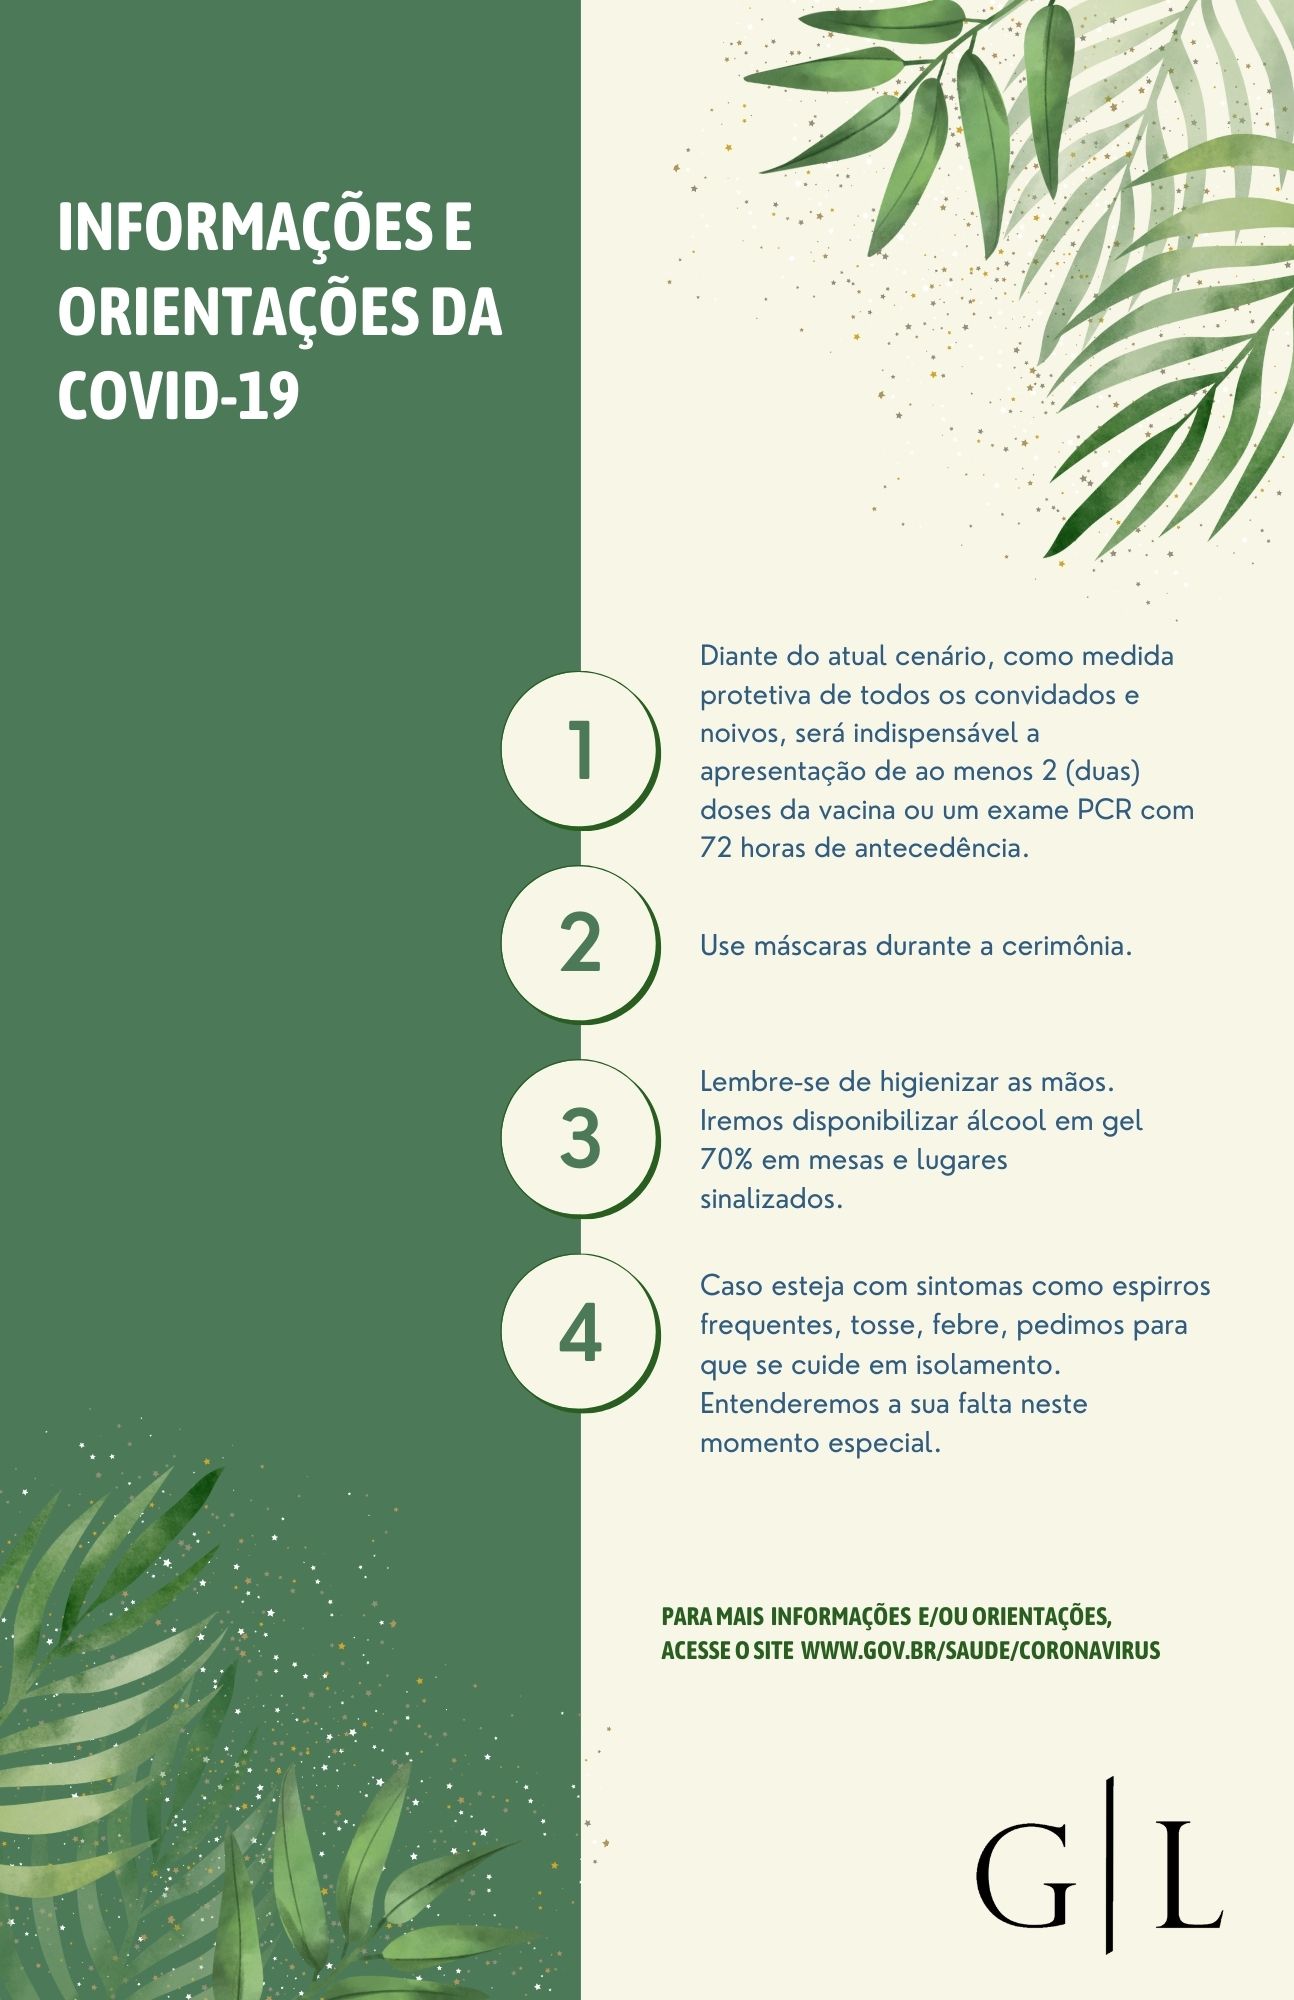 INFORMAÇÕES E
ORIENTAÇÕES DA
COVID-19
1
Diante do atual cenário, como medida
protetiva de todos os convidados e
noivos, será indispensável a
apresentação de ao menos 2 (duas)
doses da vacina ou um exame PCR com
72 horas de antecedência.
2
Use máscaras durante a cerimônia.
3
Lembre-se de higienizar as mãos.
Iremos disponibilizar álcool em gel
70% em mesas e lugares
sinalizados.
4
Caso esteja com sintomas como espirros
frequentes, tosse, febre, pedimos para
que se cuide em isolamento.
Entenderemos a sua falta neste
momento especial.
PARA MAIS INFORMAÇÕES E/OU ORIENTAÇÕES,
ACESSE O SITE WWW.GOV.BR/SAUDE/CORONAVIRUS
G|L